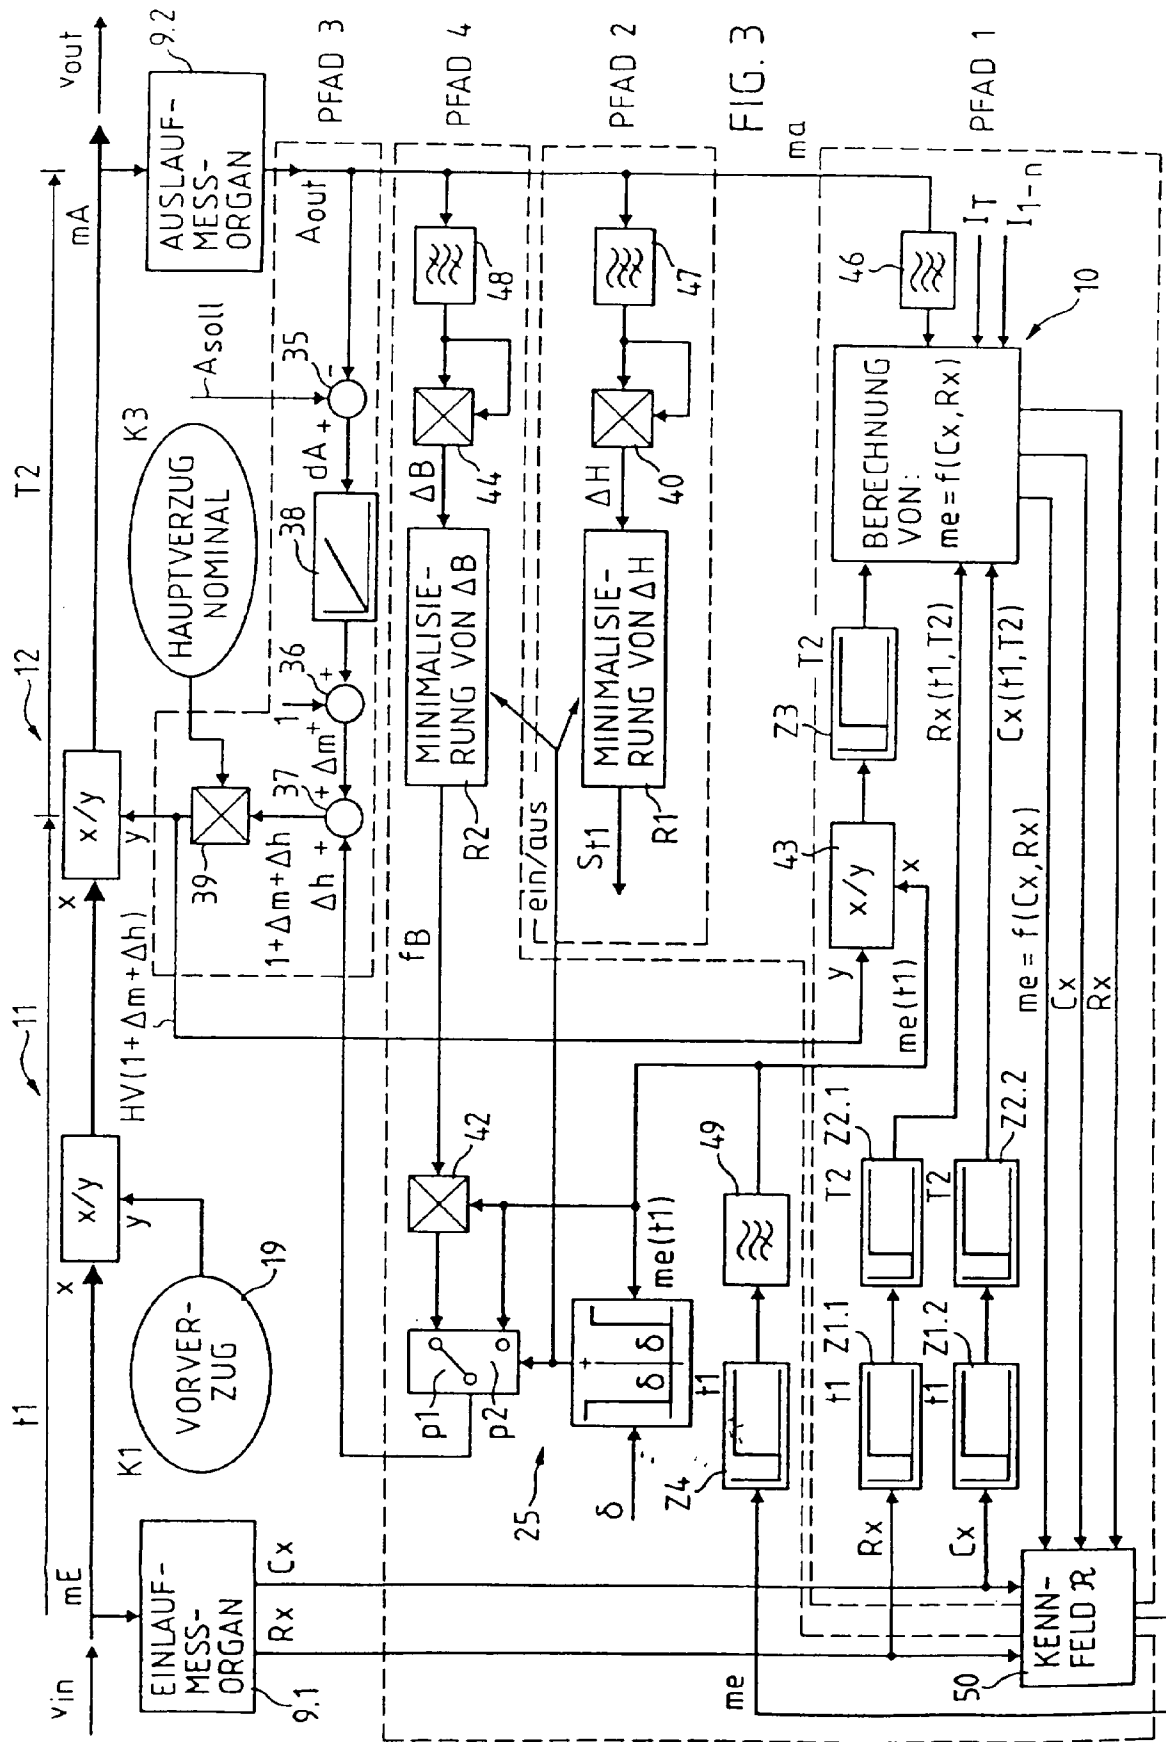 t1
T2
11
12
vin
mE
x
x/y
y
x
x/y
y
mA
vout
EINLAUF-
MESS-
ORGAN
9.1
Rx
Cx
K1
VORVER-
ZUG
19
HV(1+Δm+Δh)
HAUPTVERZUG
NOMINAL
K3
Asoll
AUSLAUF-
MESS-
ORGAN
9.2
Aout
39
1+Δm+Δh
Δh
+
37
+
Δm
1
+
36
+
38
dA
+
35
-
PFAD 3
p1
p2
42
fB
R2
MINIMALISIE-
RUNG VON ΔB
ΔB
44
48
PFAD 4
ein/aus
25
δ
+
δ
δ
me(t1)
St1
R1
MINIMALISIE-
RUNG VON ΔH
ΔH
40
47
PFAD 2
me
Z4
t1
49
FIG. 3
ma
me(t1)
y
x/y
x
43
Z3
T2
Rx
t1
Z1.1
T2
Z2.1
Rx(t1,T2)
Cx
t1
Z1.2
T2
Z2.2
Cx(t1,T2)
BERECHNUNG
VON:
me=f(Cx,Rx)
46
IT
I1-n
10
PFAD 1
50
KENN-
FELD ℜ
me=f(Cx,Rx)
Cx
Rx